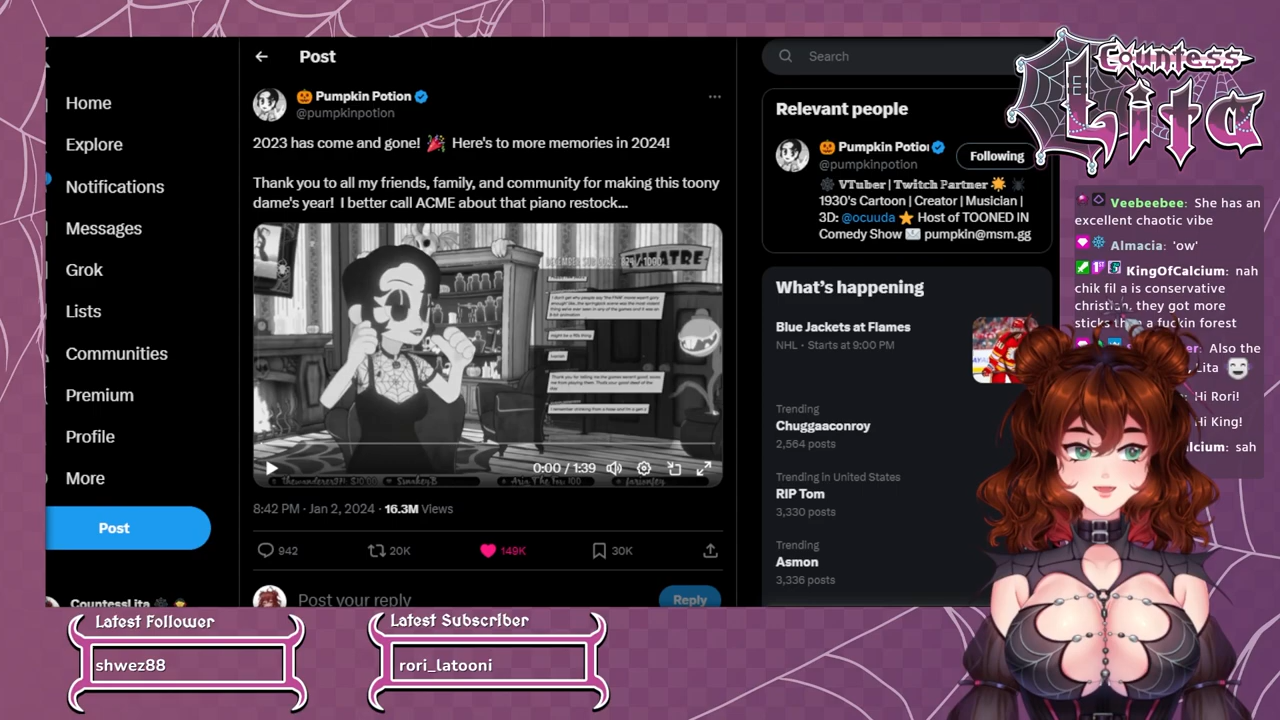 Home
Explore
Notifications
Messages
Grok
Lists
Communities
Premium
Profile
More
Post
CountessLita
Post
🎃 Pumpkin Potion
@pumpkinpotion
2023 has come and gone! 🎉 Here's to more memories in 2024!
Thank you to all my friends, family, and community for making this toony
dame's year! I better call ACME about that piano restock...
0:00 / 1:39
8:42 PM · Jan 2, 2024 · 16.3M Views
942
20K
149K
30K
Post your reply
Reply
Search
Relevant people
🎃 Pumpkin Potion
@pumpkinpotion
Following
🕸️ VTuber | Twitch Partner ☀️ 🕷️
1930's Cartoon | Creator | Musician |
3D: @ocuuda ⭐ Host of TOONED IN
Comedy Show ✉️ pumpkin@msm.gg
What's happening
Blue Jackets at Flames
NHL · Starts at 9:00 PM
Trending
Chuggaaconroy
2,564 posts
Trending in United States
RIP Tom
3,330 posts
Trending
Asmon
3,336 posts
Countess
Lita
Veebeebee: She has an
excellent chaotic vibe
Almacia: 'ow'
KingOfCalcium: nah
chik fil a is conservative
christian. they got more
sticks than a fuckin forest
Also the
Lita
Hi Rori!
Hi King!
lcium: sah
Latest Follower
shwez88
Latest Subscriber
rori_latooni